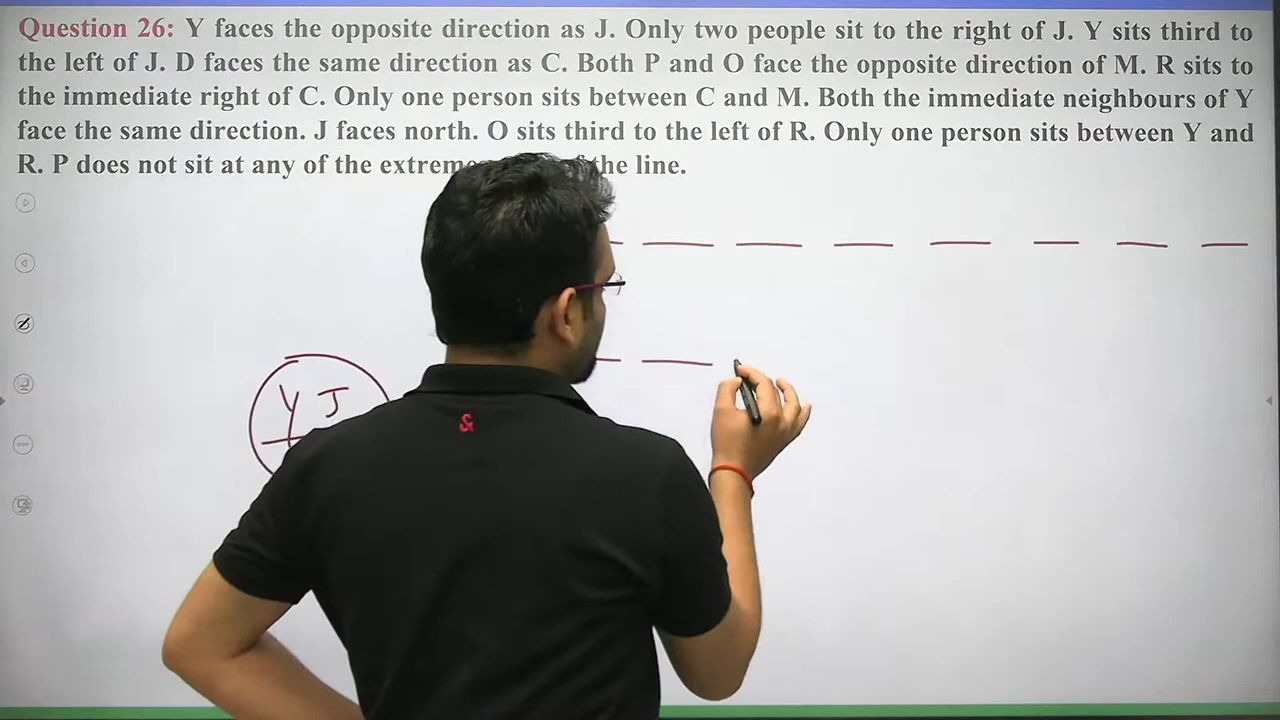 Question 26: Y faces the opposite direction as J. Only two people sit to the right of J. Y sits third to
the left of J. D faces the same direction as C. Both P and O face the opposite direction of M. R sits to
the immediate right of C. Only one person sits between C and M. Both the immediate neighbours of Y
face the same direction. J faces north. O sits third to the left of R. Only one person sits between Y and
R. P does not sit at any of the the line.
Y J
&